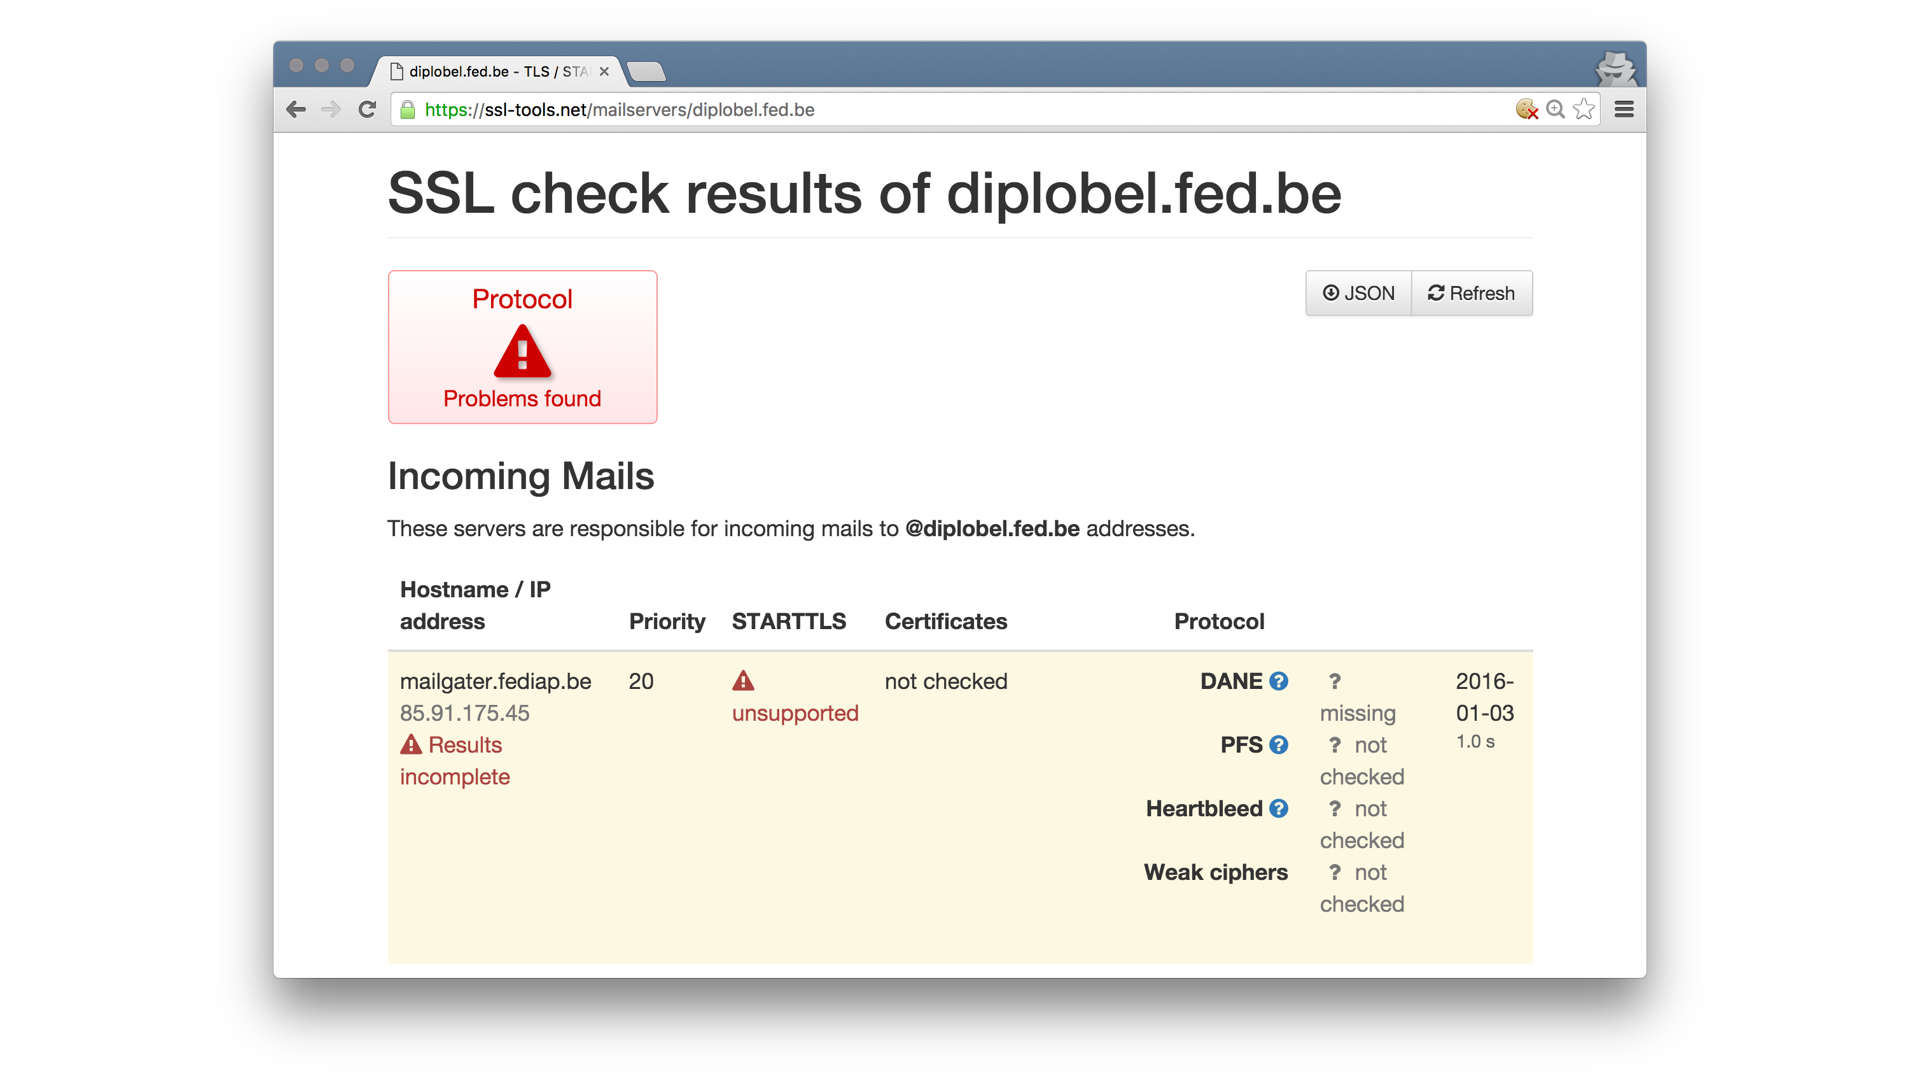 diplobel.fed.be - TLS / STA
https://ssl-tools.net/mailservers/diplobel.fed.be
SSL check results of diplobel.fed.be
Protocol
Problems found
JSON
Refresh
Incoming Mails
These servers are responsible for incoming mails to @diplobel.fed.be addresses.
Hostname / IP
address
Priority
STARTTLS
Certificates
Protocol
mailgater.fediap.be
85.91.175.45
Results
incomplete
20
unsupported
not checked
DANE ?
? missing
PFS ?
? not
checked
Heartbleed ?
? not
checked
Weak ciphers
? not
checked
2016-
01-03
1.0 s